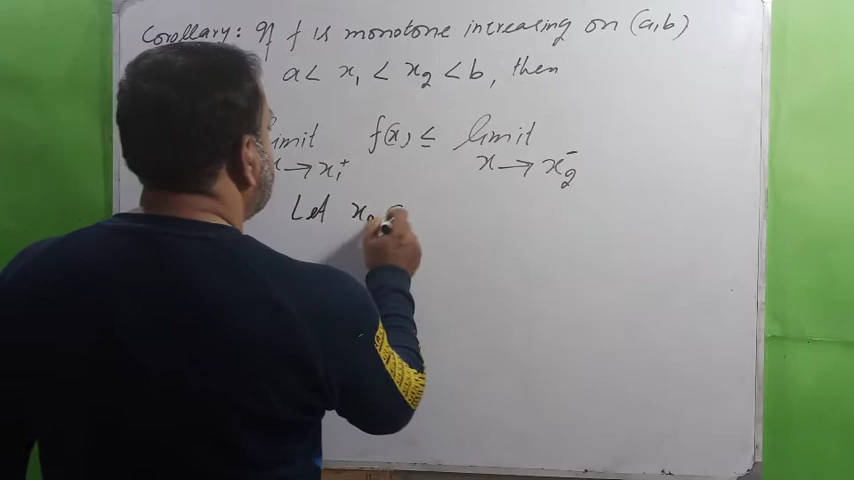 Corollary: If f is monotone increasing on (a,b)
a < x₁ < x₂ < b, then
limit f(x) ≤ limit
x → x₁⁺ x → x₂⁻
Let x₀